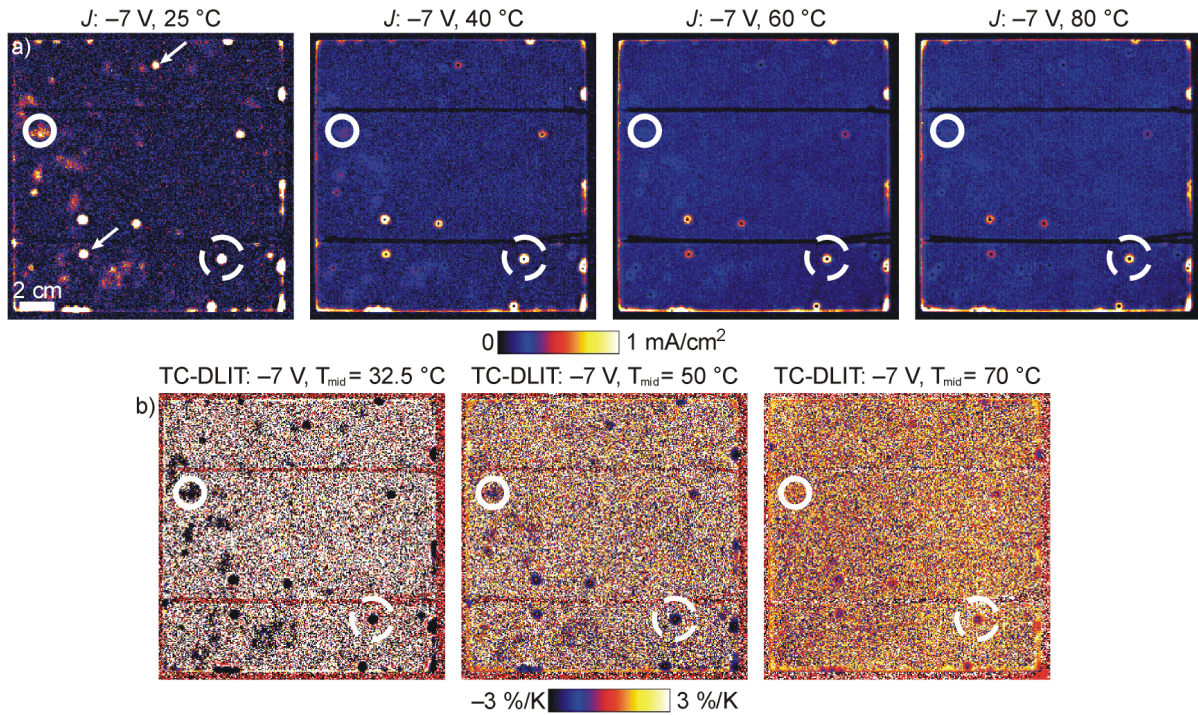 J: –7 V, 25 °C
J: –7 V, 40 °C
J: –7 V, 60 °C
J: –7 V, 80 °C
a)
2 cm
0
1 mA/cm²
TC-DLIT: –7 V, Tmid = 32.5 °C
TC-DLIT: –7 V, Tmid = 50 °C
TC-DLIT: –7 V, Tmid = 70 °C
b)
–3 %/K
3 %/K